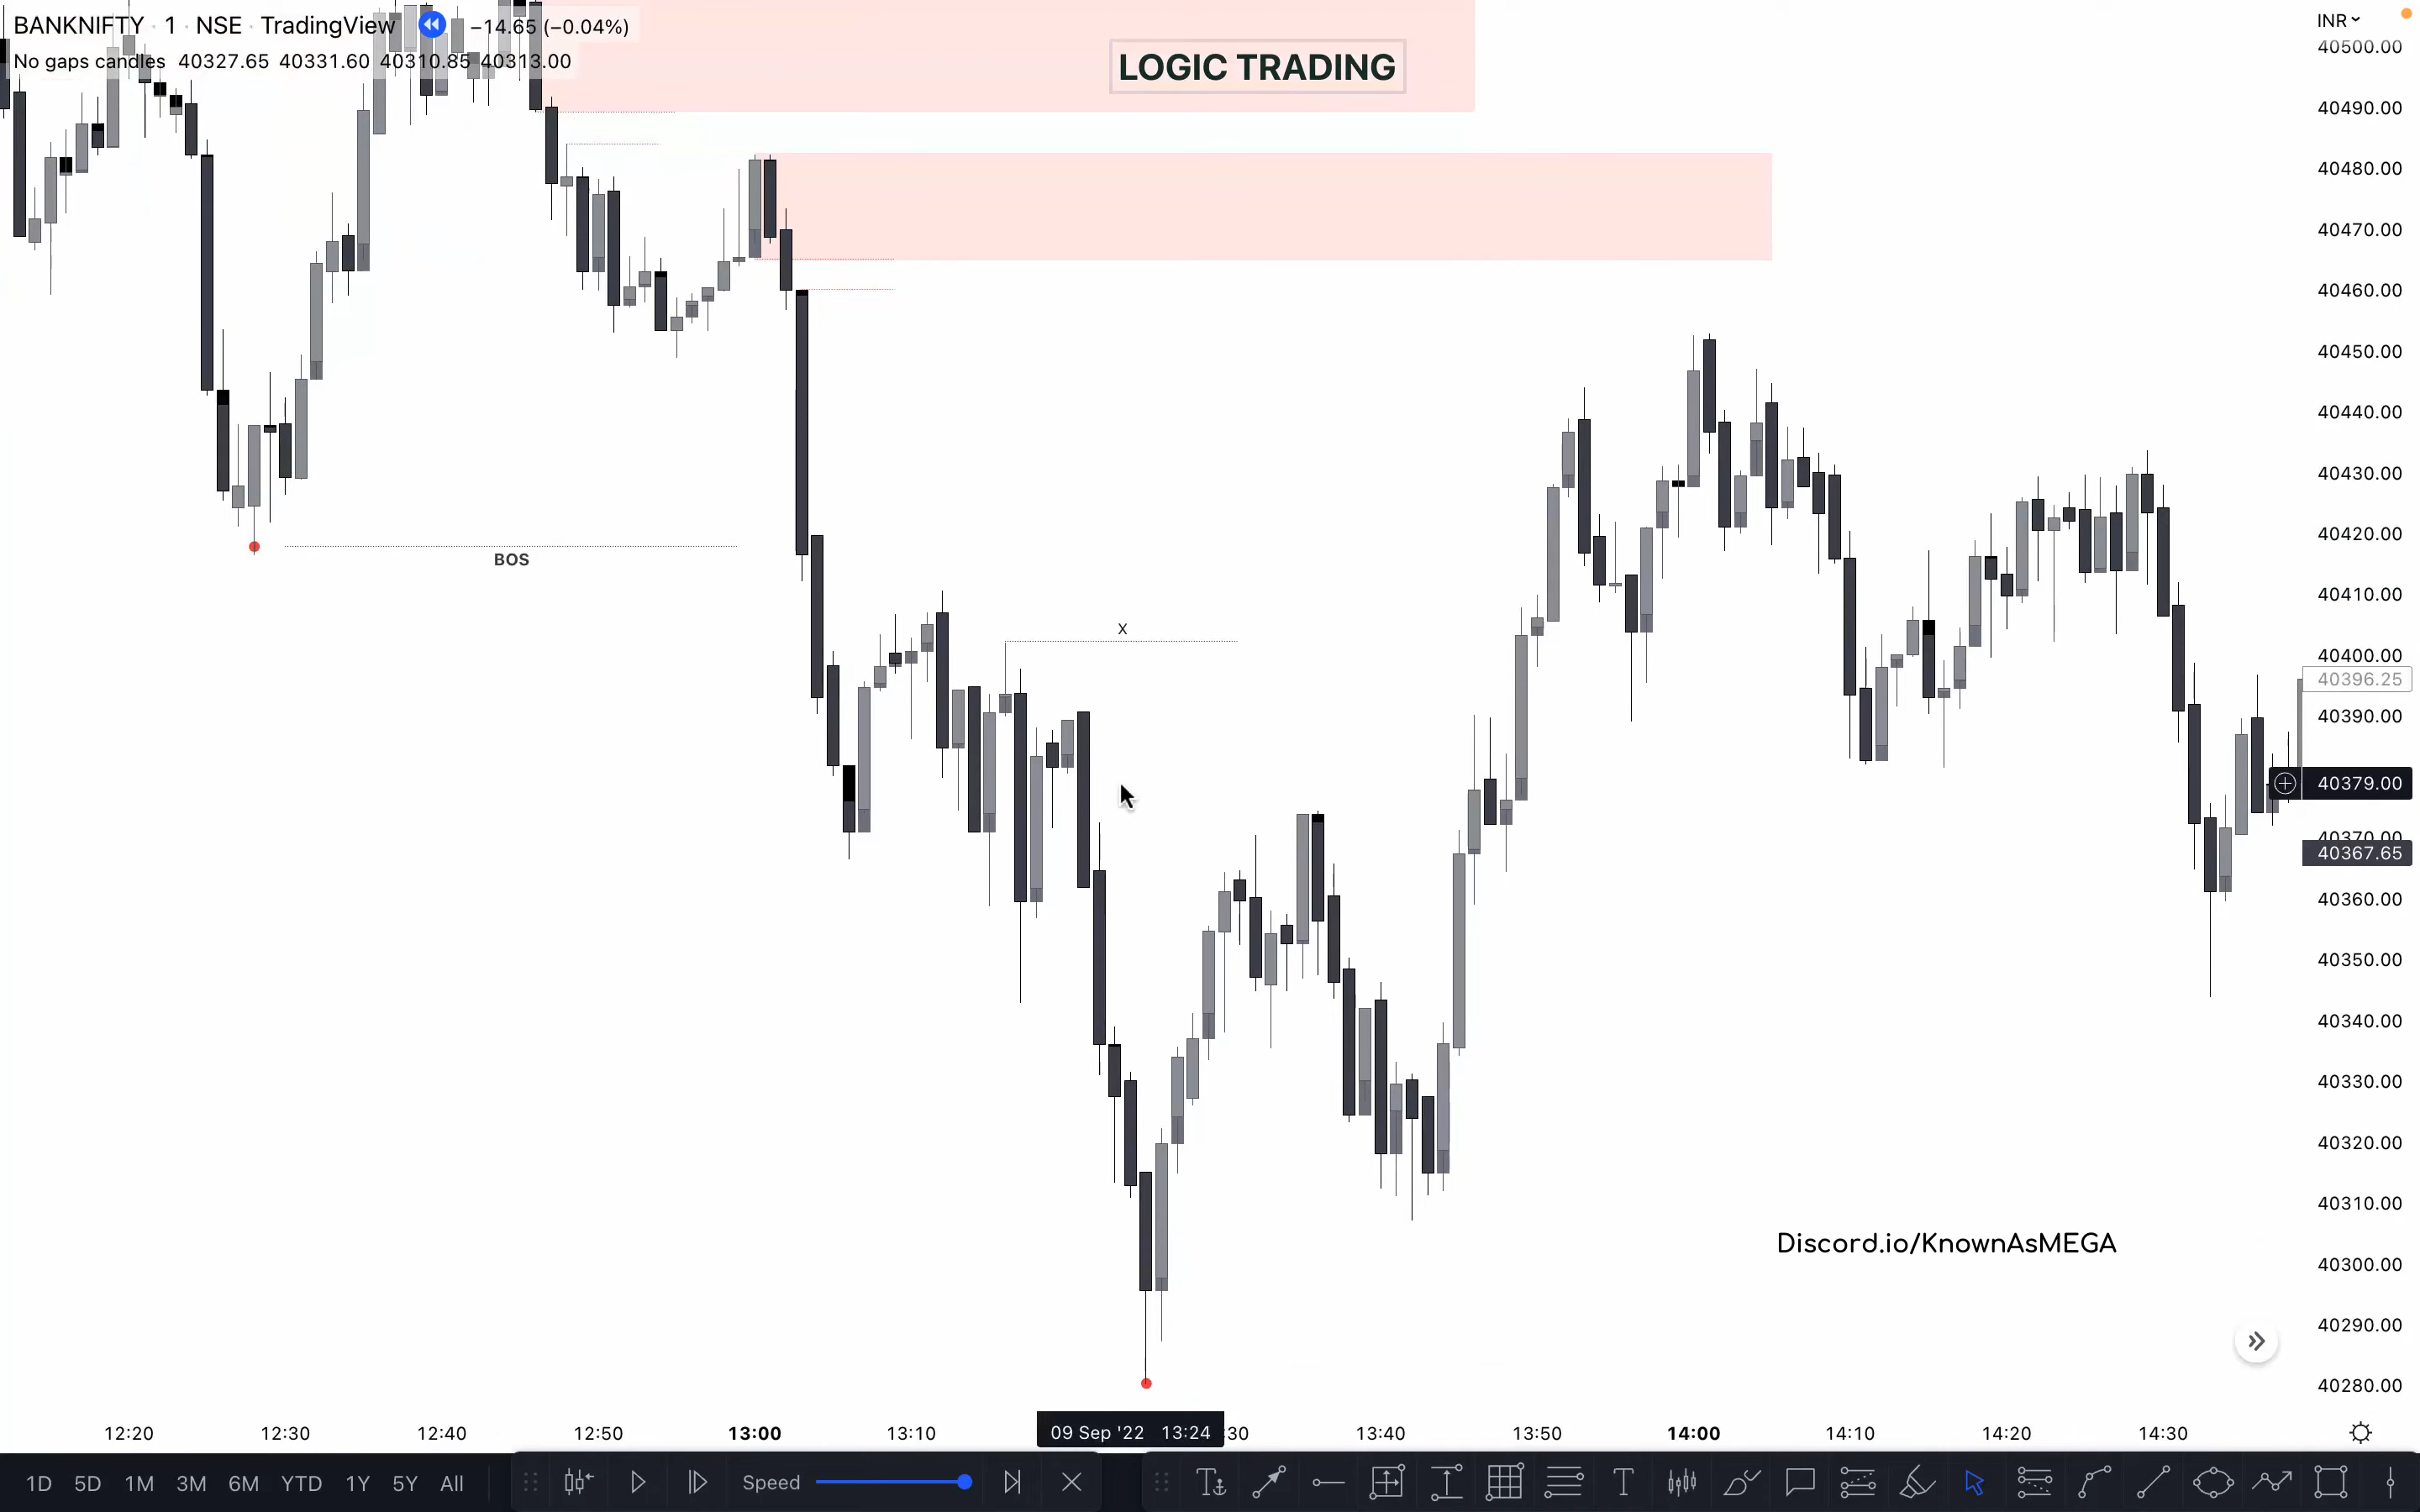 BANKNIFTY · 1 · NSE · TradingView −14.65 (−0.04%)
No gaps candles 40327.65 40331.60 40310.85 40313.00
LOGIC TRADING
INR
40500.00
40490.00
40480.00
40470.00
40460.00
40450.00
40440.00
40430.00
40420.00
40410.00
40400.00
40396.25
40390.00
40379.00
40370.00
40367.65
40360.00
40350.00
40340.00
40330.00
40320.00
40310.00
40300.00
40290.00
40280.00
BOS
X
Discord.io/KnownAsMEGA
12:20 12:30 12:40 12:50 13:00 13:10 09 Sep '22 13:24 :30 13:40 13:50 14:00 14:10 14:20 14:30
1D 5D 1M 3M 6M YTD 1Y 5Y All Speed